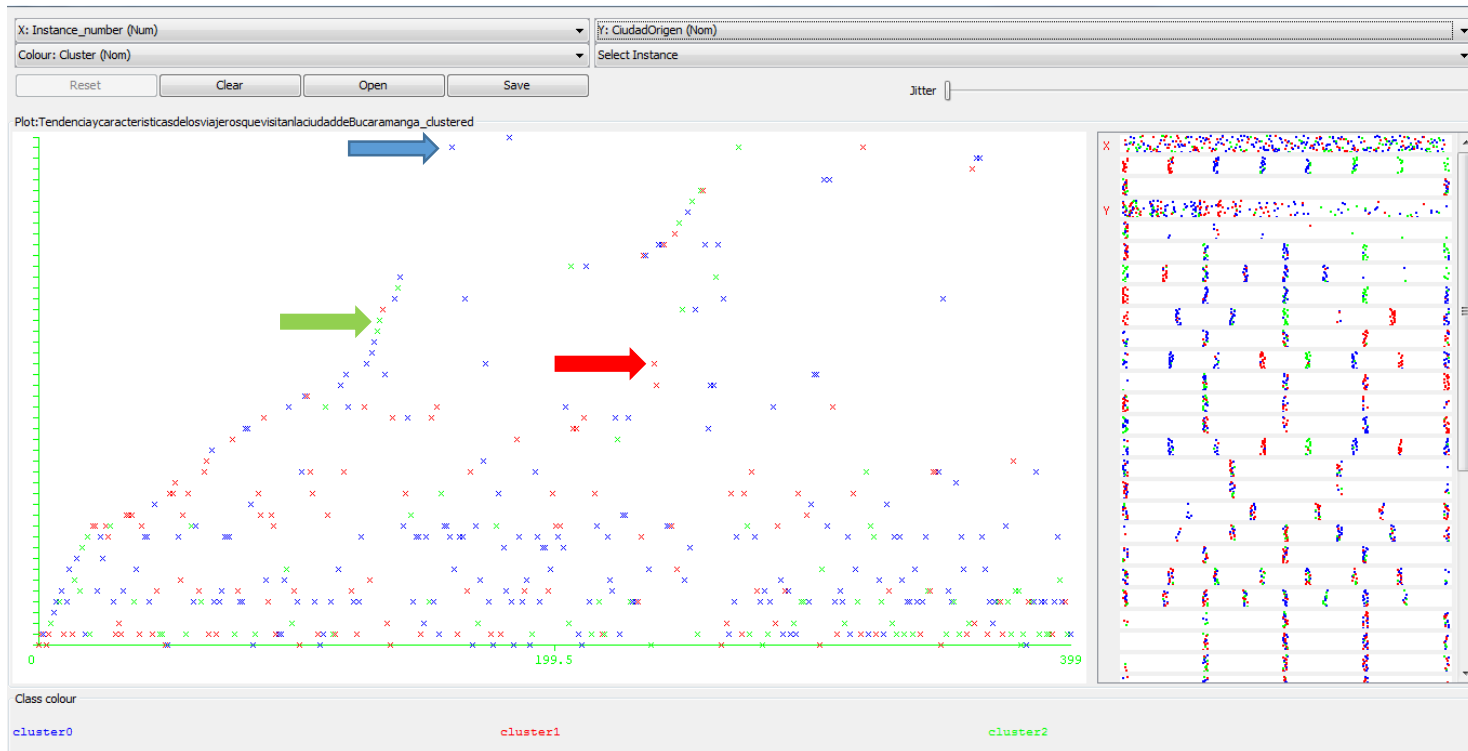 X: Instance_number (Num) Y: CiudadOrigen (Nom)
Colour: Cluster (Nom) Select Instance
Reset Clear Open Save Jitter
Plot:TendenciaycaracteristicasdelosviajerosquevisitanlaciudaddeBucaramanga_clustered
X
Y
0 199.5 399
Class colour
cluster0 cluster1 cluster2